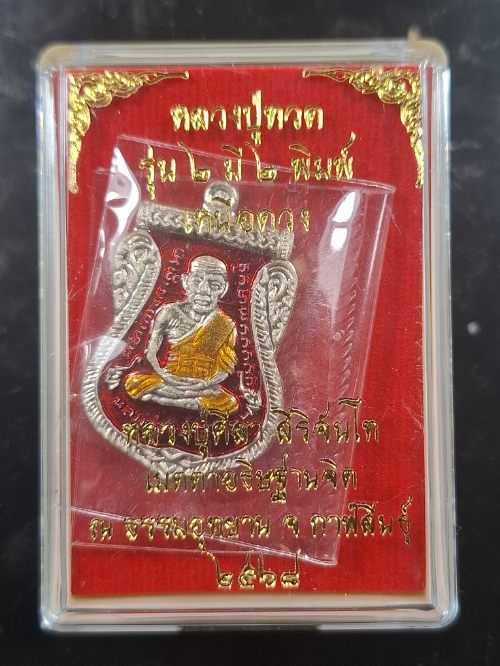 หลวงปู่ทวด
รุ่น ๒ มี ๒ พิมพ์
เหนือดวง
หลวงปู่ศิลา สิริจันโท
เมตตาอธิษฐานจิต
ณ ธรรมอุทยาน จ กาฬสินธุ์
๒๕๖๘